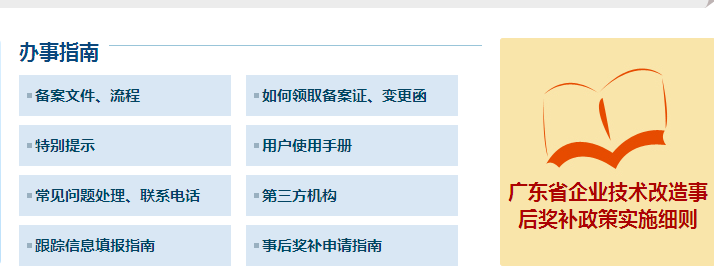 办事指南
备案文件、流程
如何领取备案证、变更函
特别提示
用户使用手册
常见问题处理、联系电话
第三方机构
跟踪信息填报指南
事后奖补申请指南
广东省企业技术改造事
后奖补政策实施细则